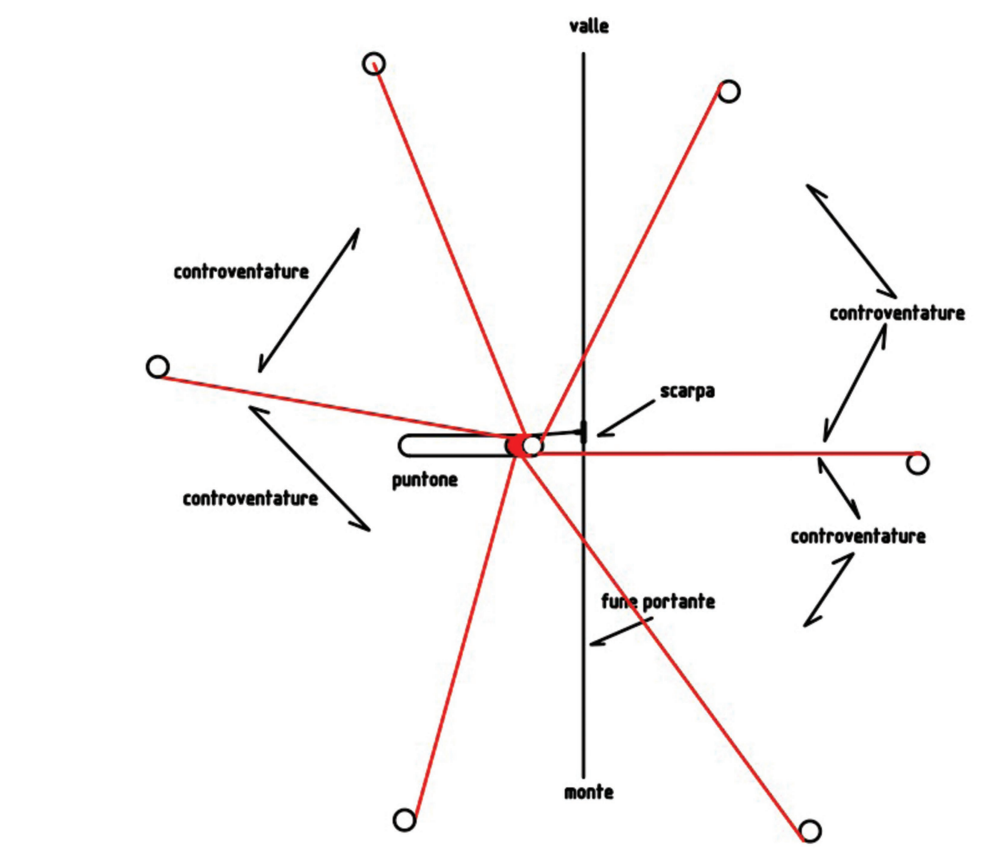 valle
controventature
controventature
scarpa
puntone
controventature
controventature
fune portante
monte